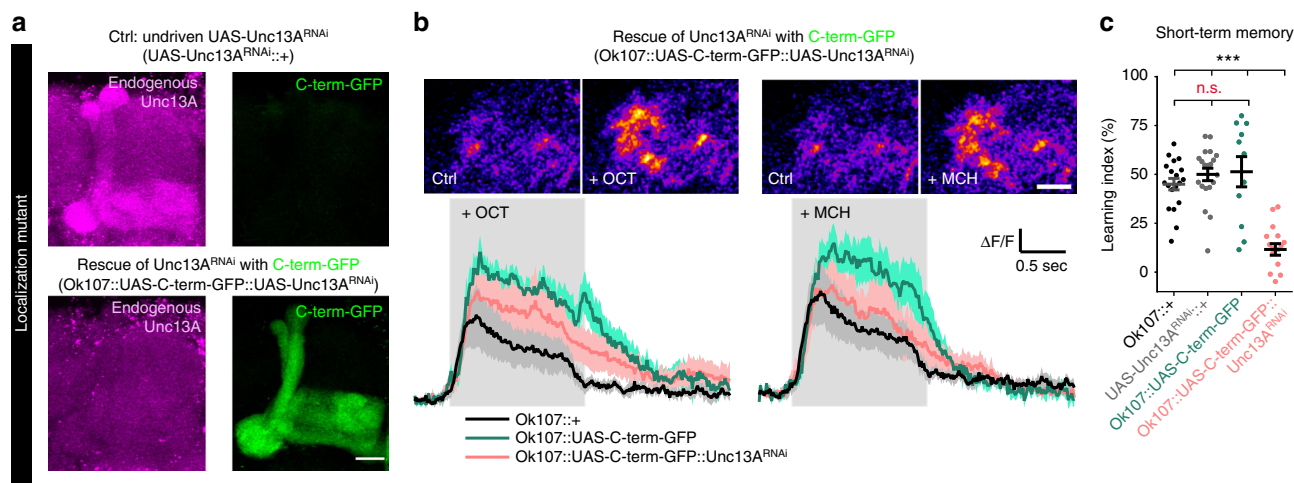 a
Localization mutant
Ctrl: undriven UAS-Unc13A^RNAi
(UAS-Unc13A^RNAi::+)
Endogenous
Unc13A
C-term-GFP
Rescue of Unc13A^RNAi with C-term-GFP
(Ok107::UAS-C-term-GFP::UAS-Unc13A^RNAi)
Endogenous
Unc13A
C-term-GFP
b
Rescue of Unc13A^RNAi with C-term-GFP
(Ok107::UAS-C-term-GFP::UAS-Unc13A^RNAi)
Ctrl
+ OCT
Ctrl
+ MCH
+ OCT
+ MCH
ΔF/F
0.5 sec
Ok107::+
Ok107::UAS-C-term-GFP
Ok107::UAS-C-term-GFP::Unc13A^RNAi
c
Short-term memory
***
n.s.
Learning index (%)
100
75
50
25
0
Ok107::+
UAS-Unc13A^RNAi::+
Ok107::UAS-C-term-GFP
Ok107::UAS-C-term-GFP::
Unc13A^RNAi